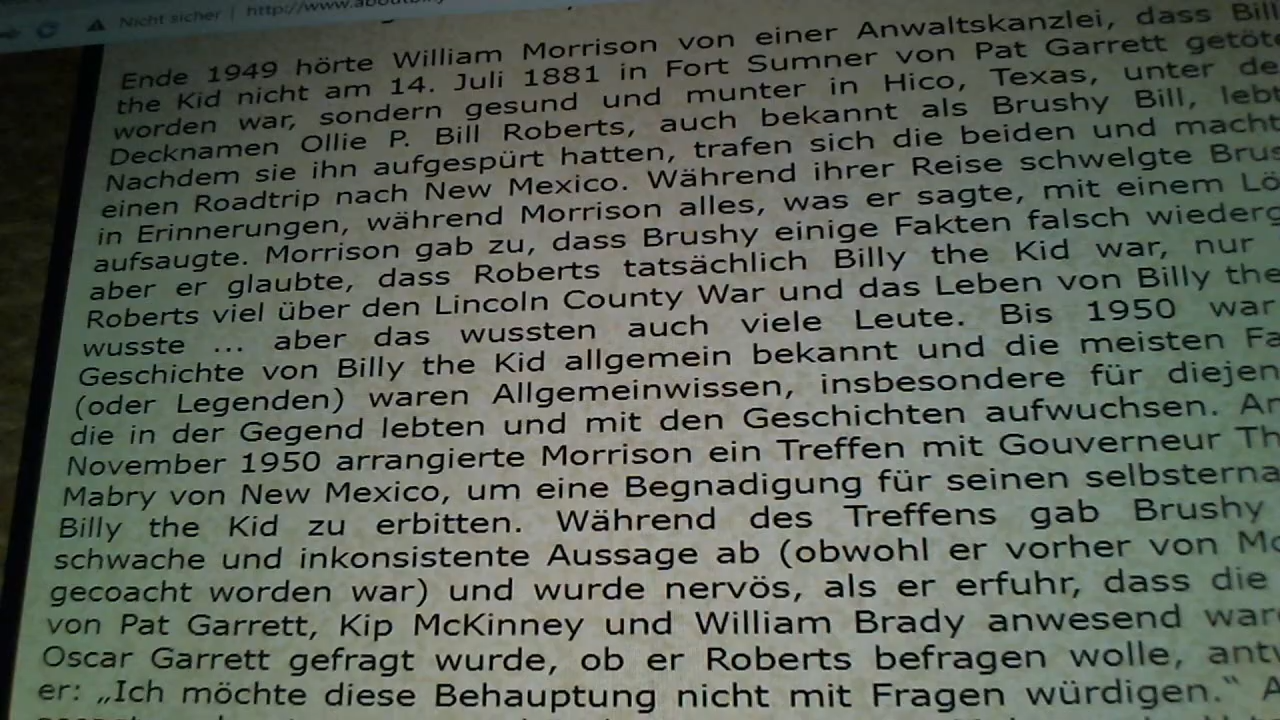 Nicht sicher | http://www.
Ende 1949 hörte William Morrison von einer Anwaltskanzlei, dass Bill
the Kid nicht am 14. Juli 1881 in Fort Sumner von Pat Garrett getöte
worden war, sondern gesund und munter in Hico, Texas, unter de
Decknamen Ollie P. Bill Roberts, auch bekannt als Brushy Bill, lebt
Nachdem sie ihn aufgespürt hatten, trafen sich die beiden und macht
einen Roadtrip nach New Mexico. Während ihrer Reise schwelgte Brus
in Erinnerungen, während Morrison alles, was er sagte, mit einem Lö
aufsaugte. Morrison gab zu, dass Brushy einige Fakten falsch wiederg
aber er glaubte, dass Roberts tatsächlich Billy the Kid war, nur
Roberts viel über den Lincoln County War und das Leben von Billy the
wusste ... aber das wussten auch viele Leute. Bis 1950 war
Geschichte von Billy the Kid allgemein bekannt und die meisten Fa
(oder Legenden) waren Allgemeinwissen, insbesondere für diejen
die in der Gegend lebten und mit den Geschichten aufwuchsen. Am
November 1950 arrangierte Morrison ein Treffen mit Gouverneur Th
Mabry von New Mexico, um eine Begnadigung für seinen selbsterna
Billy the Kid zu erbitten. Während des Treffens gab Brushy
schwache und inkonsistente Aussage ab (obwohl er vorher von Mo
gecoacht worden war) und wurde nervös, als er erfuhr, dass die
von Pat Garrett, Kip McKinney und William Brady anwesend ware
Oscar Garrett gefragt wurde, ob er Roberts befragen wolle, antw
er: „Ich möchte diese Behauptung nicht mit Fragen würdigen.“ A